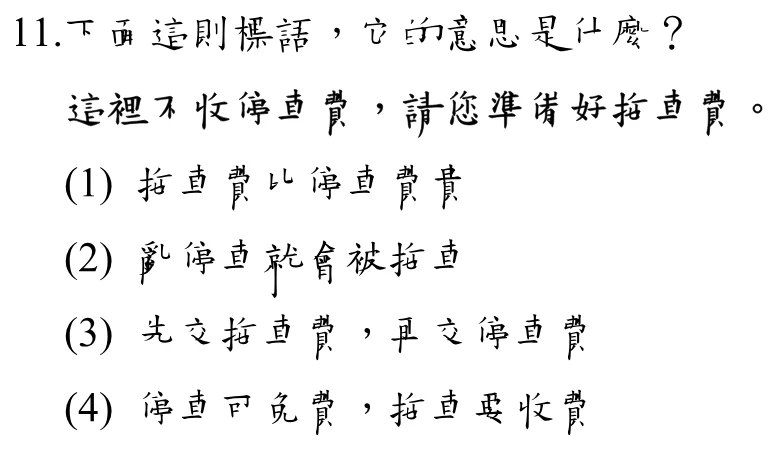 11.下面這則標語，它的意思是什麼？
這裡不收停車費，請您準備好拖車費。
(1) 拖車費比停車費貴
(2) 亂停車就會被拖車
(3) 先交拖車費，再交停車費
(4) 停車可免費，拖車要收費